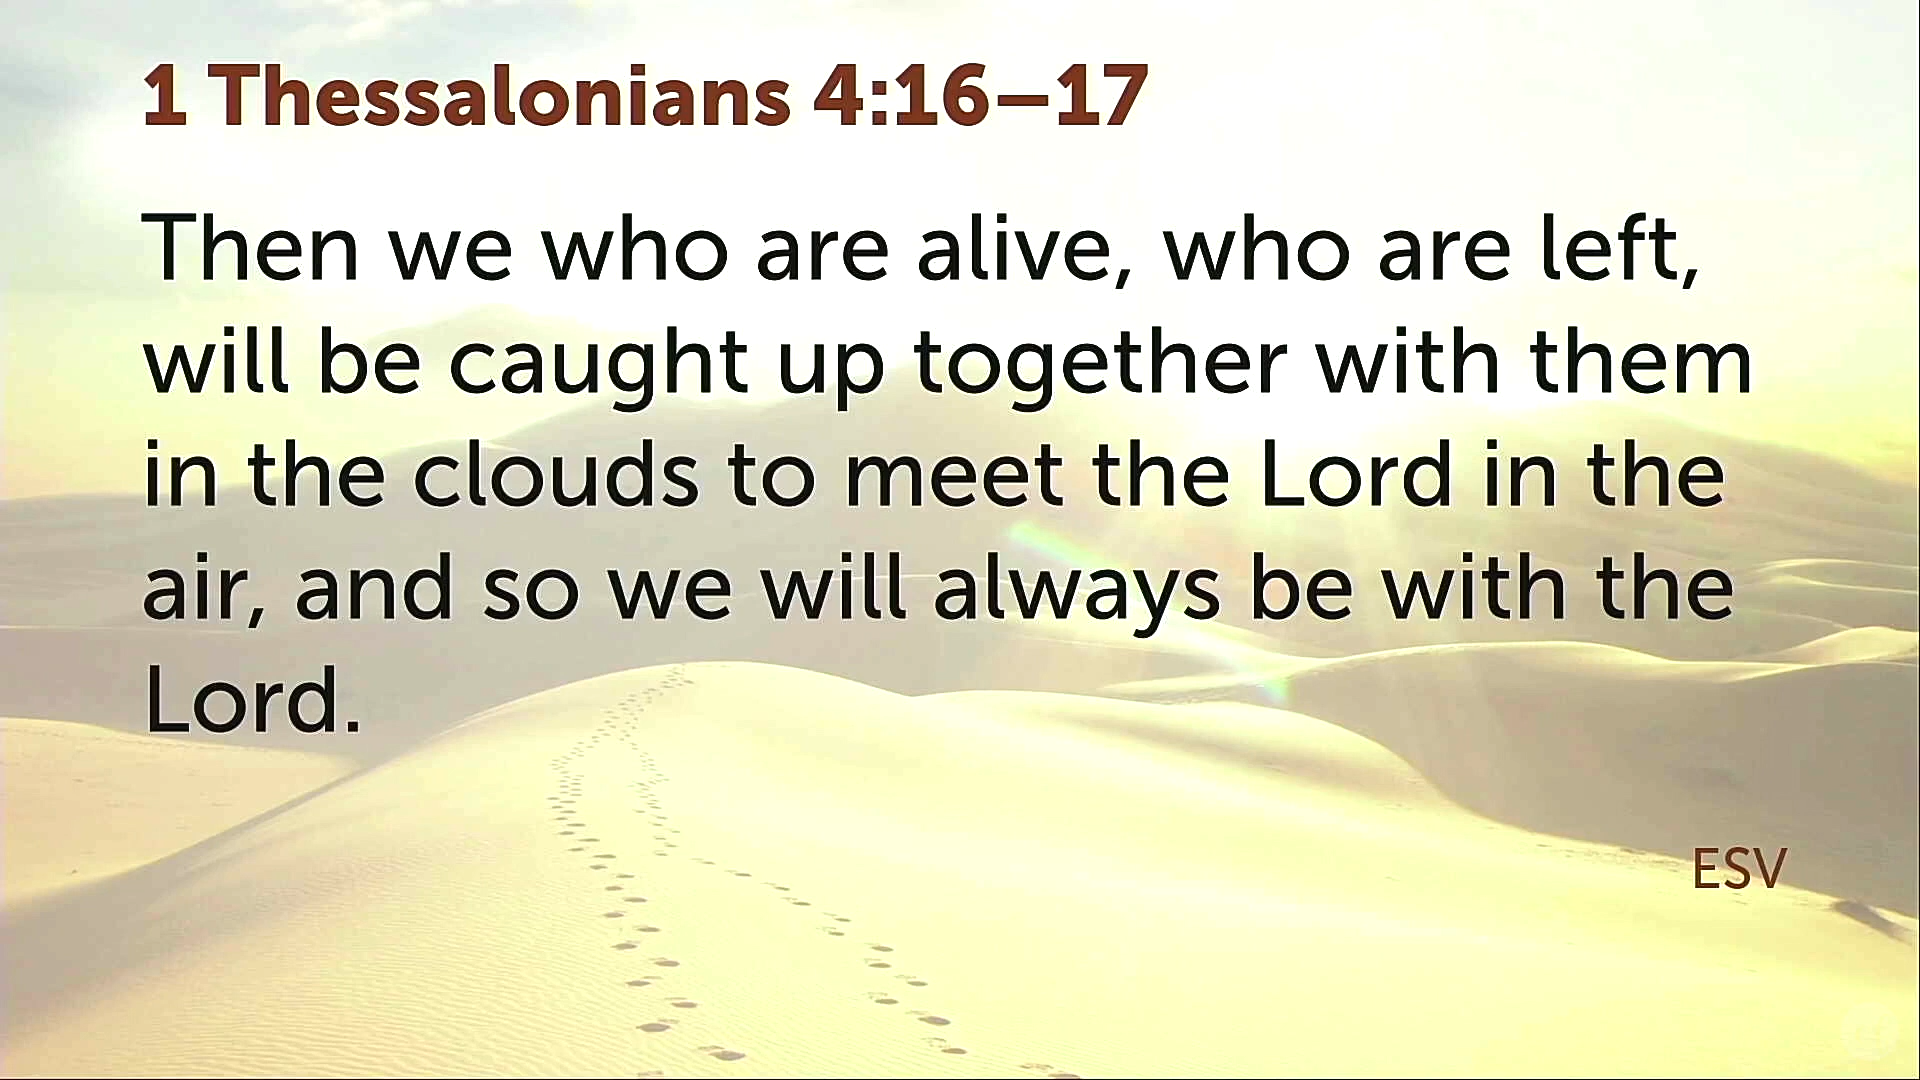 1 Thessalonians 4:16–17
Then we who are alive, who are left,
will be caught up together with them
in the clouds to meet the Lord in the
air, and so we will always be with the
Lord.
ESV